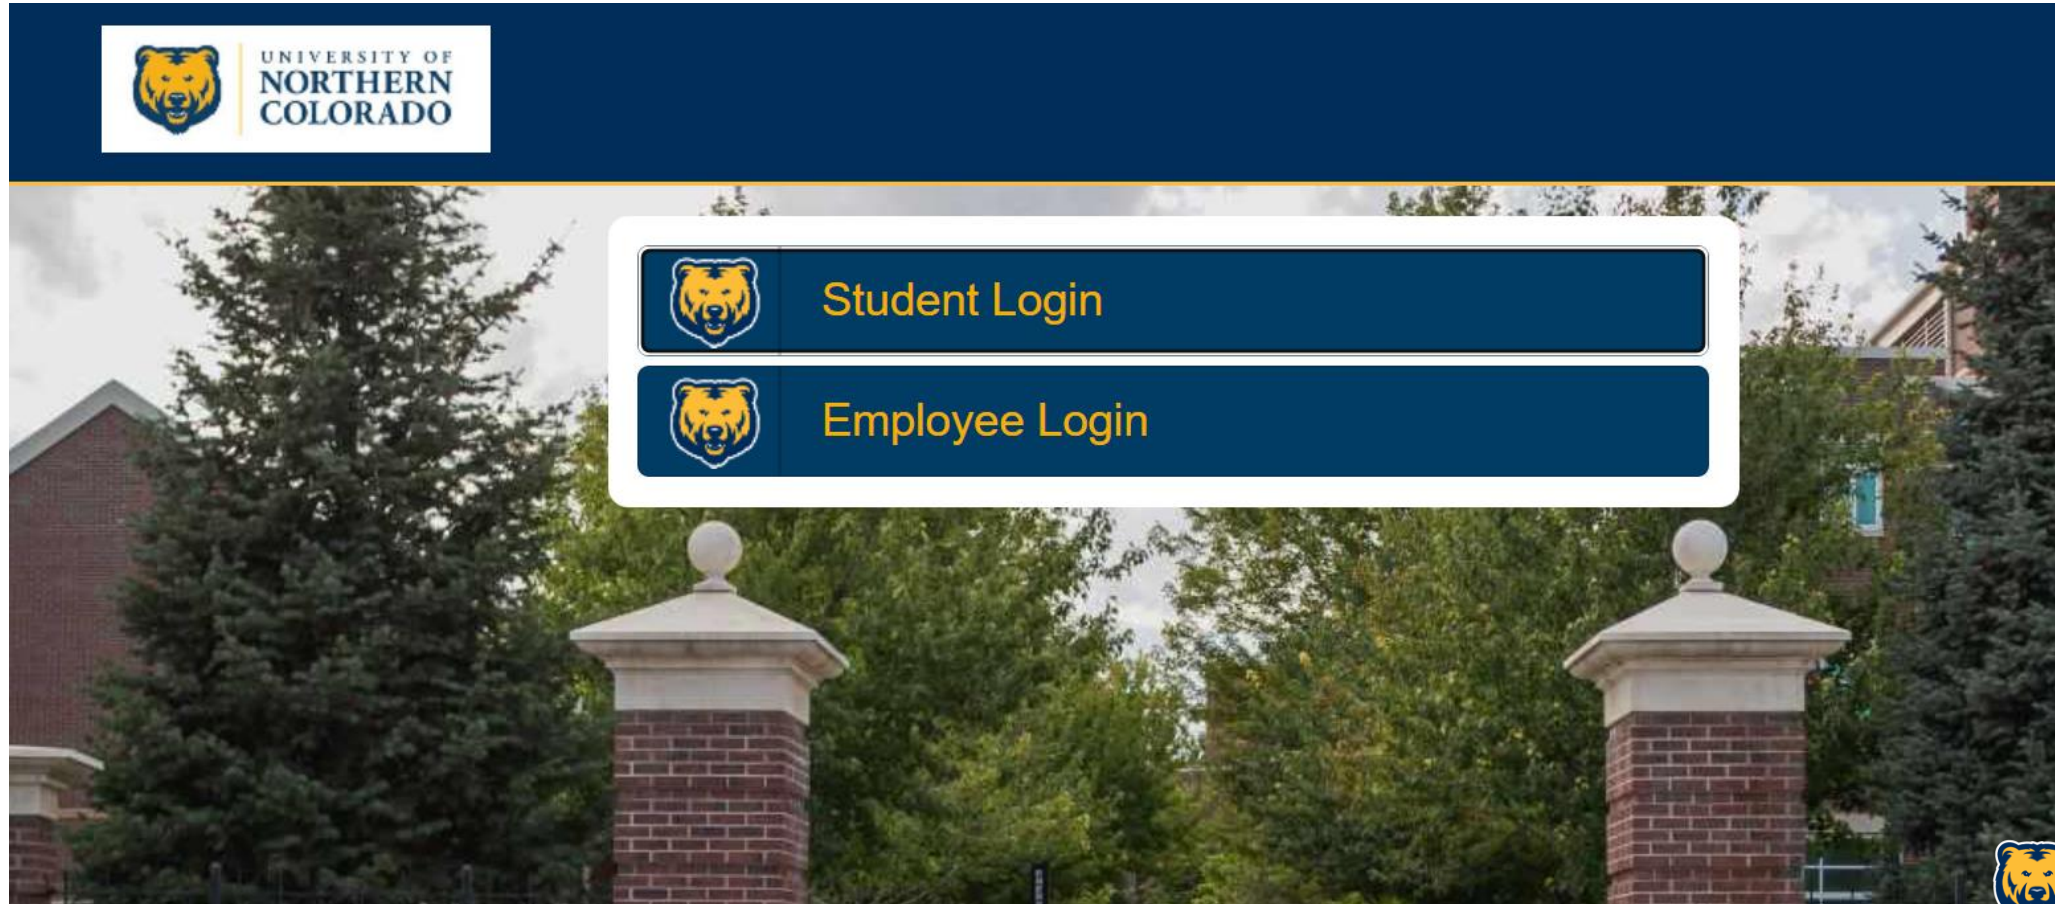 UNIVERSITY OF
NORTHERN
COLORADO
Student Login
Employee Login